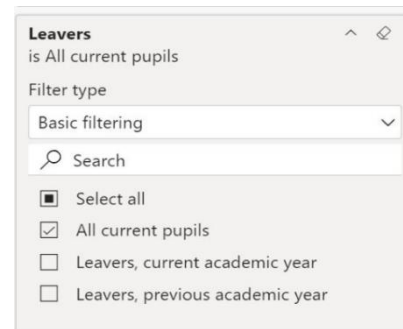 Leavers
is All current pupils
Filter type
Basic filtering
Search
Select all
All current pupils
Leavers, current academic year
Leavers, previous academic year